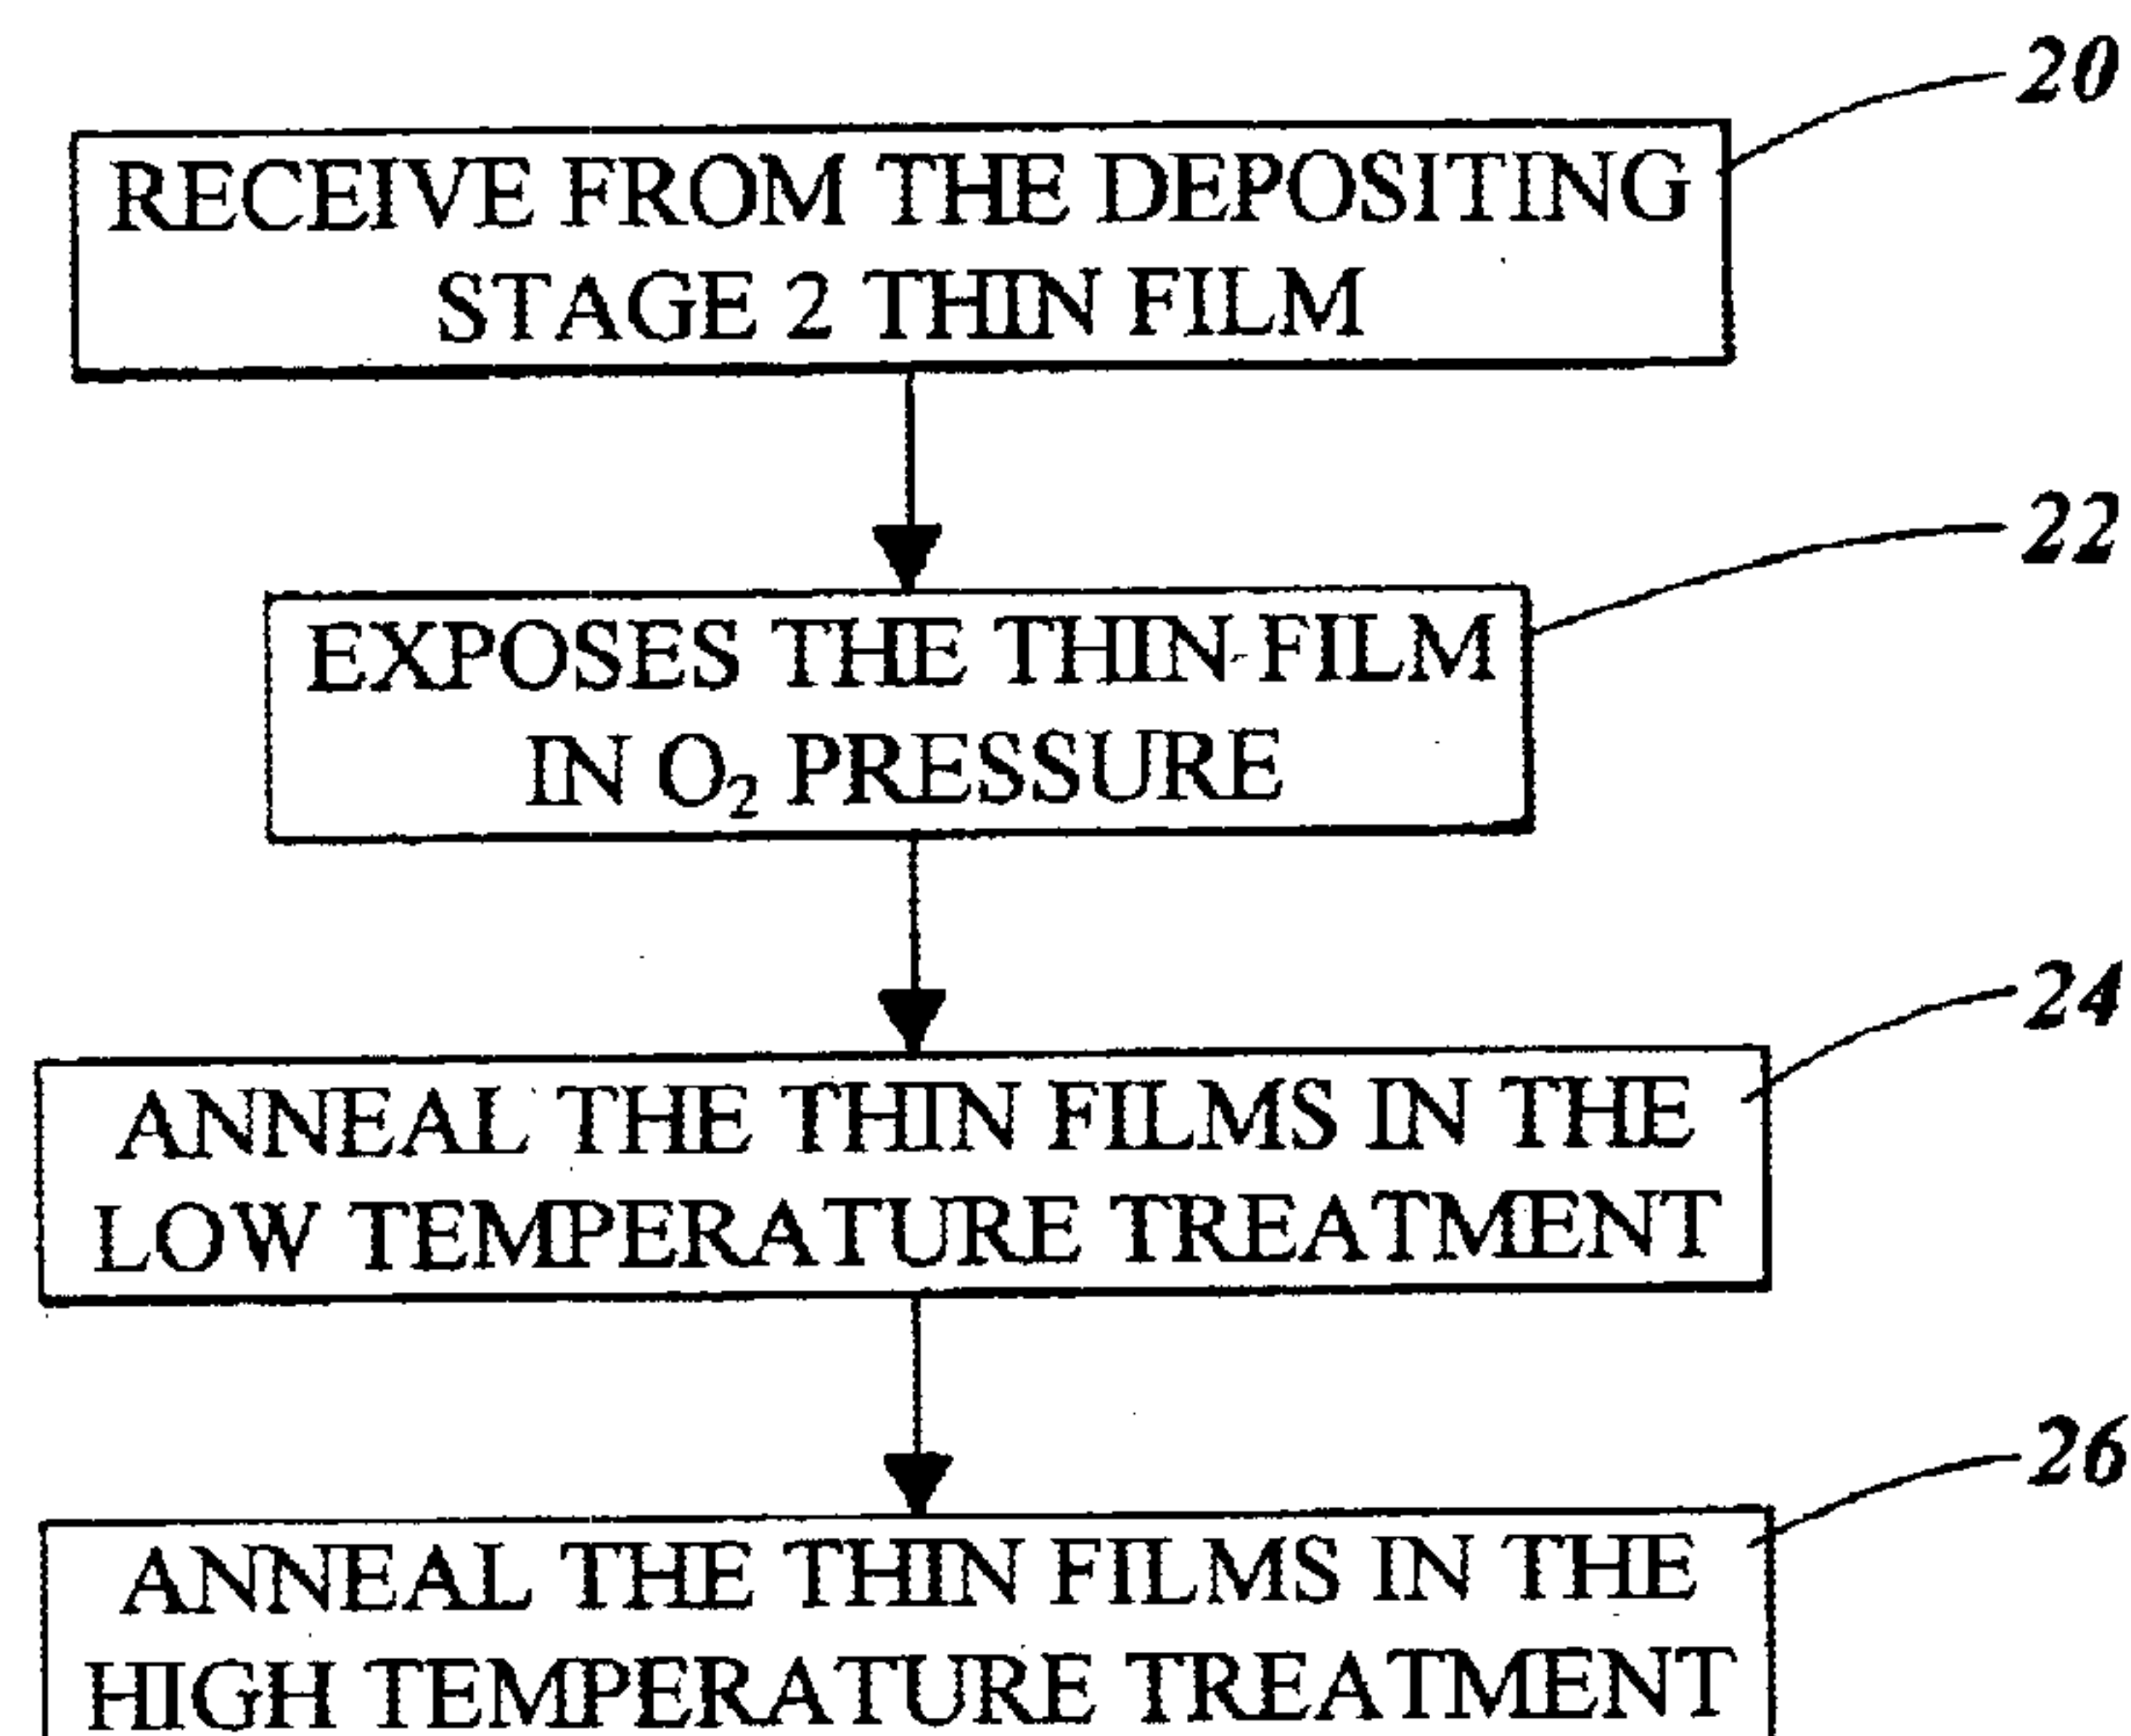 20
RECEIVE FROM THE DEPOSITING
STAGE 2 THIN FILM
22
EXPOSES THE THIN FILM
IN O₂ PRESSURE
24
ANNEAL THE THIN FILMS IN THE
LOW TEMPERATURE TREATMENT
26
ANNEAL THE THIN FILMS IN THE
HIGH TEMPERATURE TREATMENT